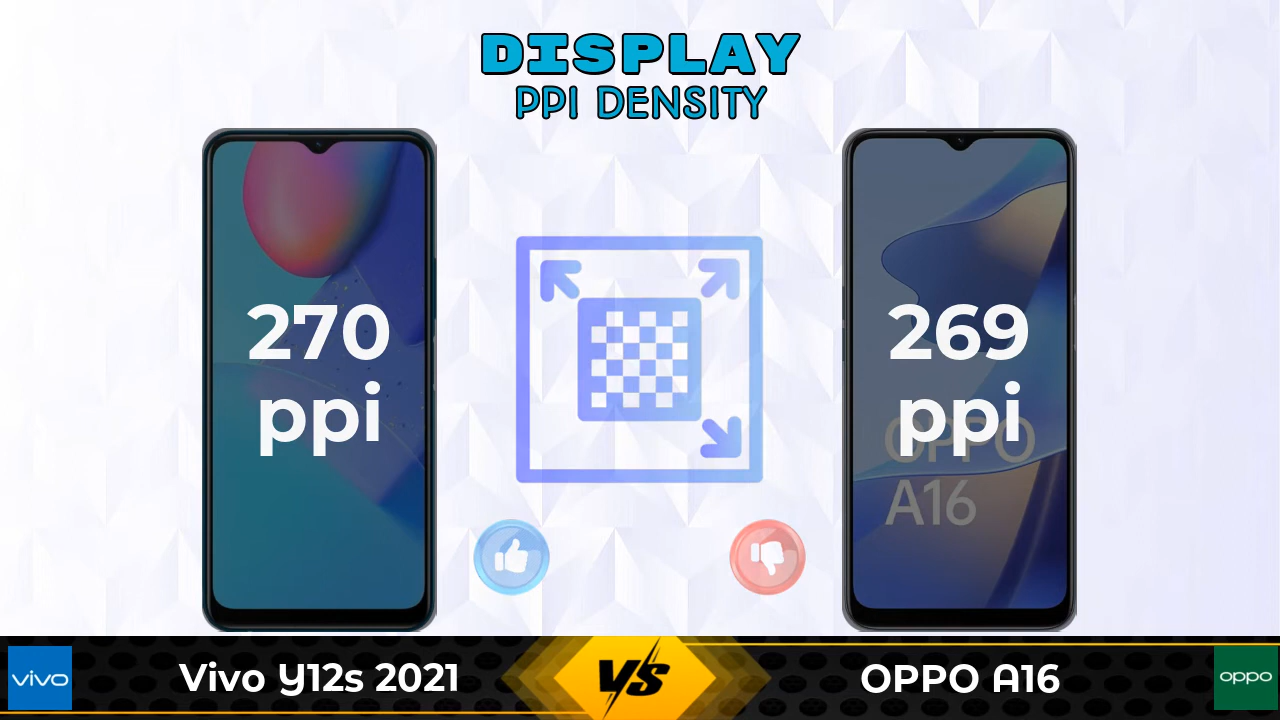 DISPLAY
PPI DENSITY
270
ppi
269
ppi
OPPO
A16
vivo
Vivo Y12s 2021
VS
OPPO A16
oppo